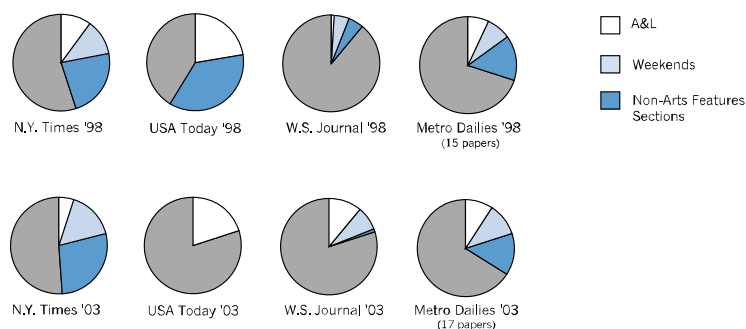 A&L
Weekends
Non-Arts Features
Sections
N.Y. Times '98
USA Today '98
W.S. Journal '98
Metro Dailies '98
(15 papers)
N.Y. Times '03
USA Today '03
W.S. Journal '03
Metro Dailies '03
(17 papers)